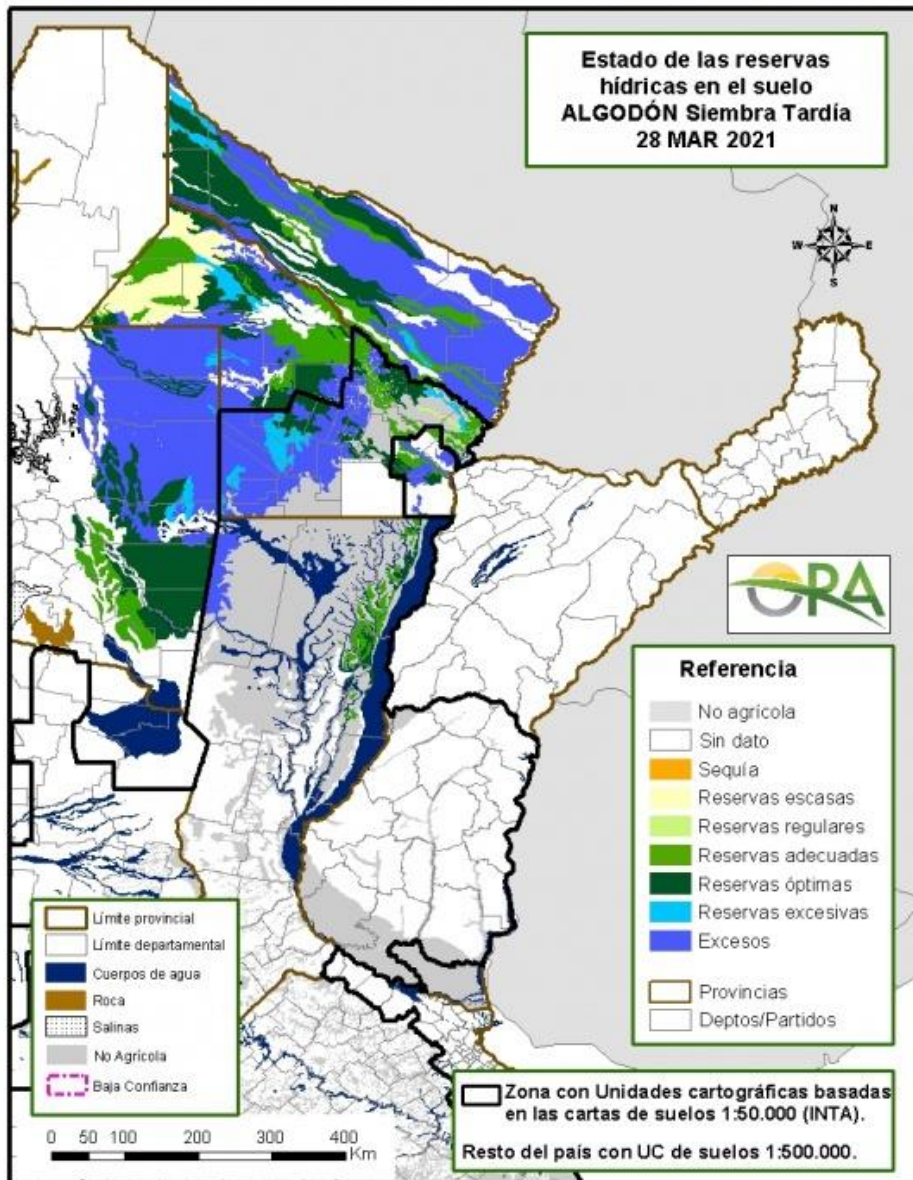 Estado de las reservas
hídricas en el suelo
ALGODÓN Siembra Tardía
28 MAR 2021
N
W
E
S
ORA
Referencia
No agrícola
Sin dato
Sequía
Reservas escasas
Reservas regulares
Reservas adecuadas
Reservas óptimas
Reservas excesivas
Excesos
Provincias
Deptos/Partidos
Límite provincial
Límite departamental
Cuerpos de agua
Roca
Salinas
No Agrícola
Baja Confianza
0 50 100 200 300 400
Km
Zona con Unidades cartográficas basadas
en las cartas de suelos 1:50.000 (INTA).
Resto del país con UC de suelos 1:500.000.